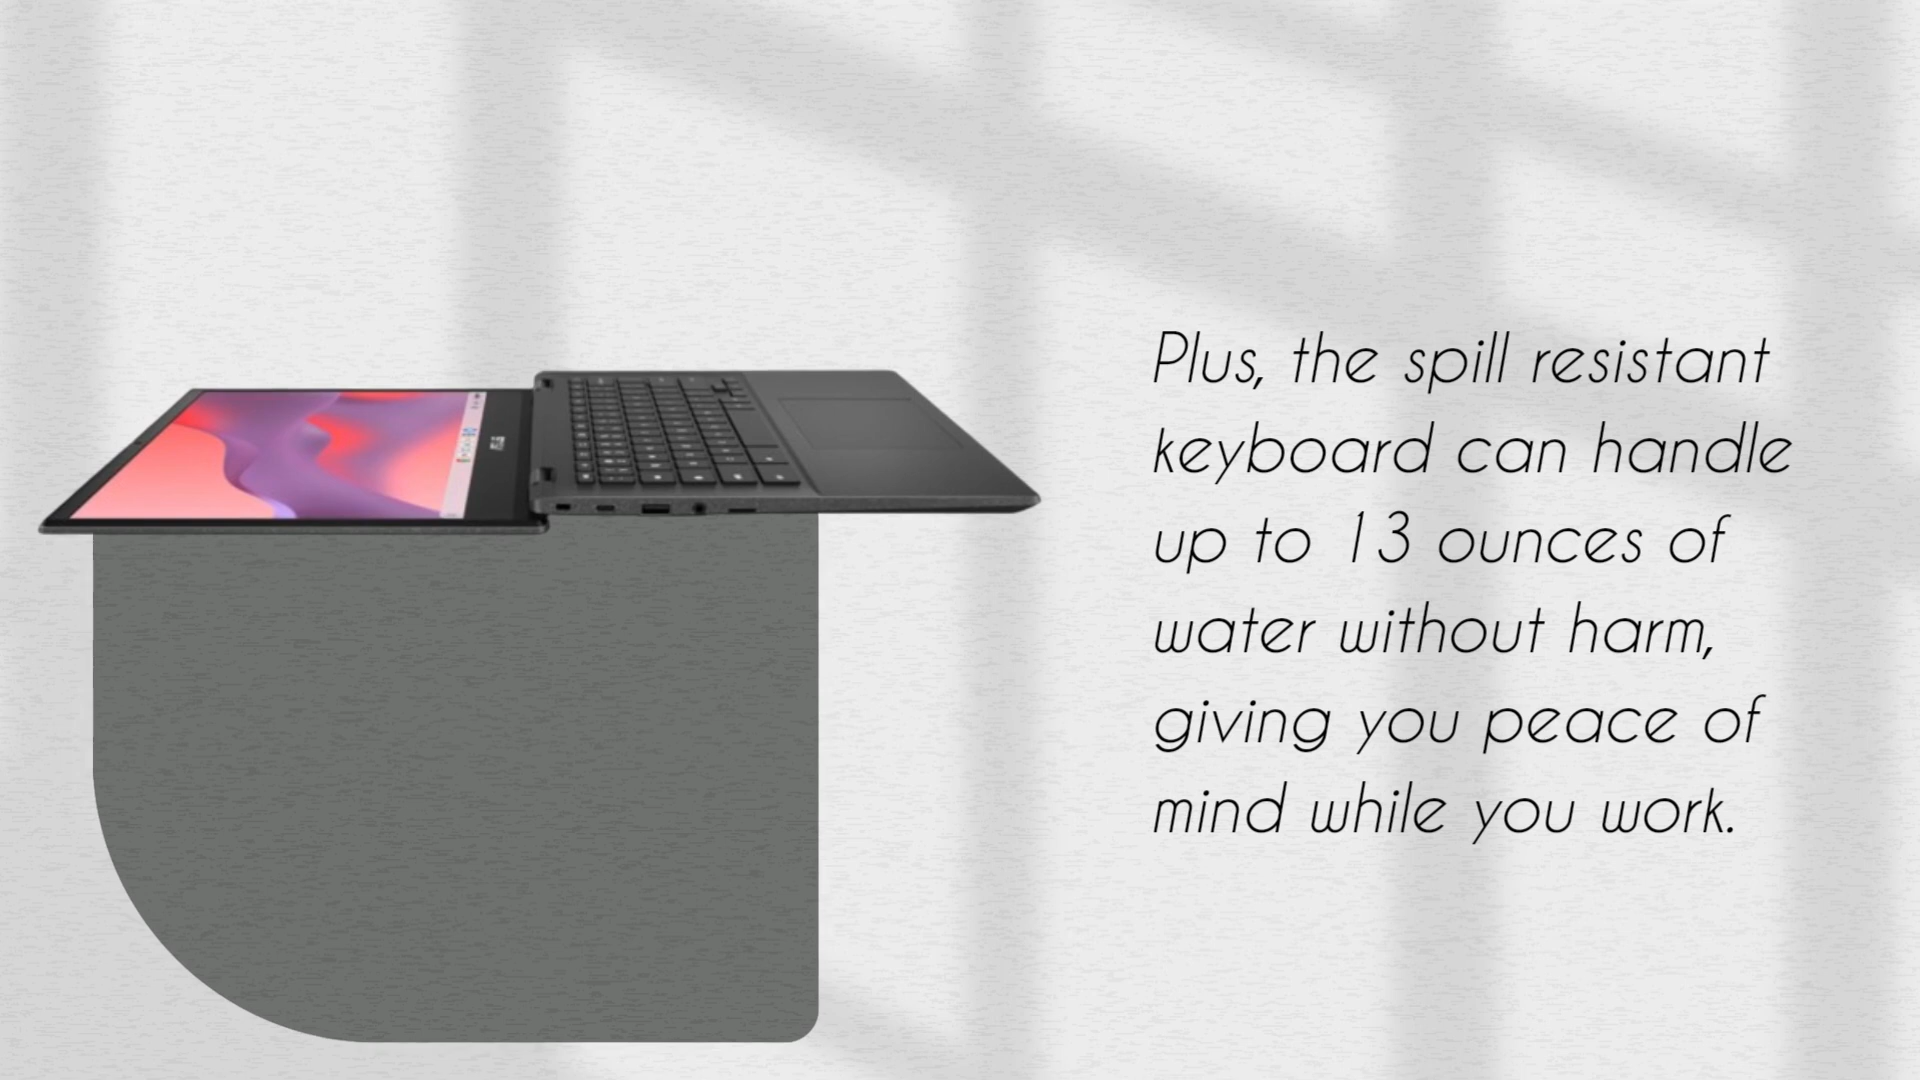 Plus, the spill resistant
keyboard can handle
up to 13 ounces of
water without harm,
giving you peace of
mind while you work.
ASUS